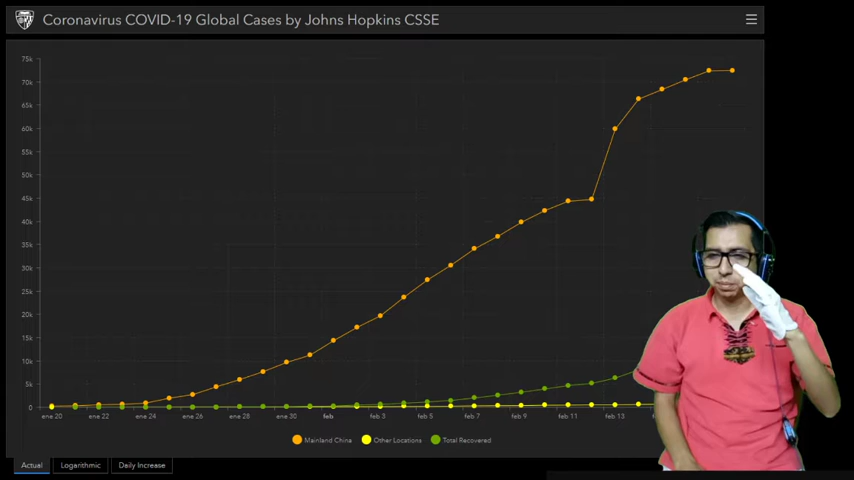 Coronavirus COVID-19 Global Cases by Johns Hopkins CSSE
75k
70k
65k
60k
55k
50k
45k
40k
35k
30k
25k
20k
15k
10k
5k
0
ene 20 ene 22 ene 24 ene 26 ene 28 ene 30 feb feb 3 feb 5 feb 7 feb 9 feb 11 feb 13
Mainland China Other Locations Total Recovered
Actual Logarithmic Daily Increase